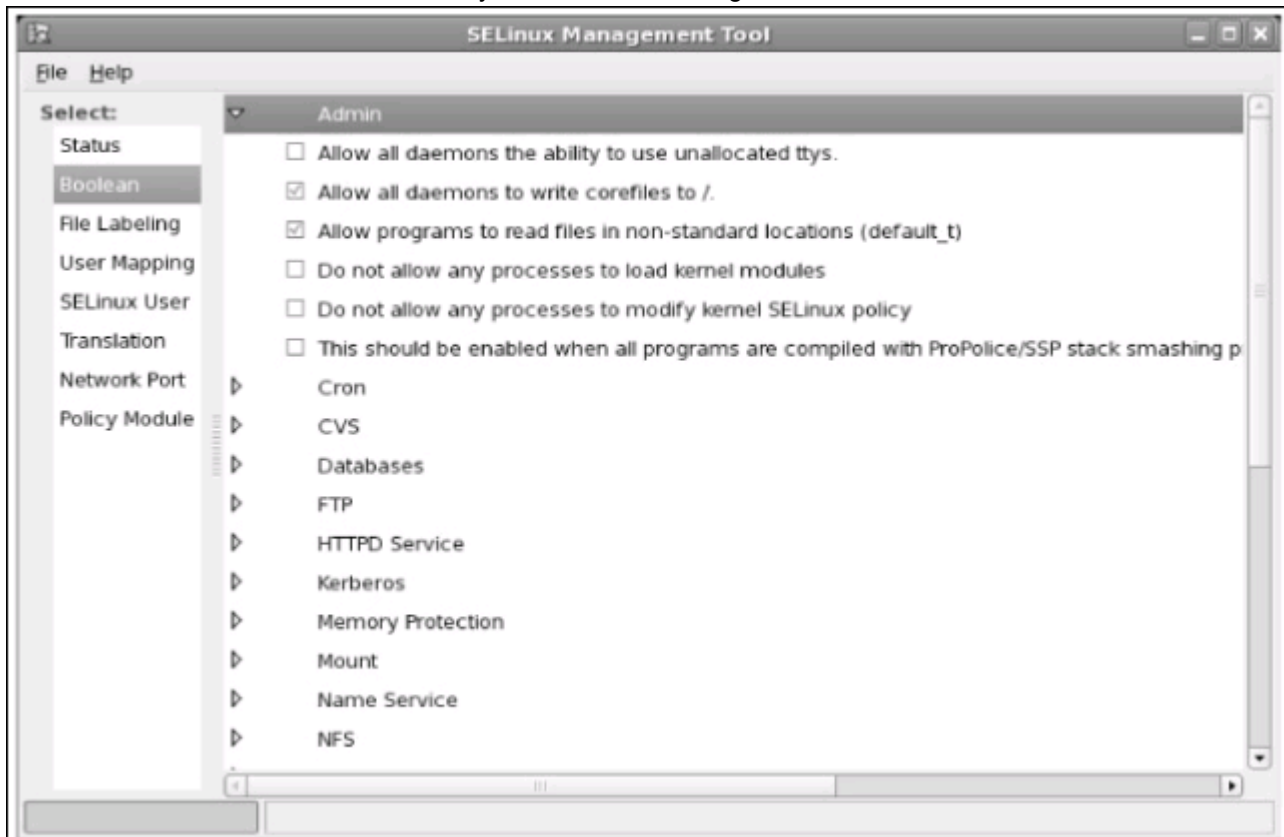 SELinux Management Tool
File Help
Select:
Status
Boolean
File Labeling
User Mapping
SELinux User
Translation
Network Port
Policy Module
Admin
Allow all daemons the ability to use unallocated ttys.
Allow all daemons to write corefiles to /.
Allow programs to read files in non-standard locations (default_t)
Do not allow any processes to load kernel modules
Do not allow any processes to modify kernel SELinux policy
This should be enabled when all programs are compiled with ProPolice/SSP stack smashing p
Cron
CVS
Databases
FTP
HTTPD Service
Kerberos
Memory Protection
Mount
Name Service
NFS